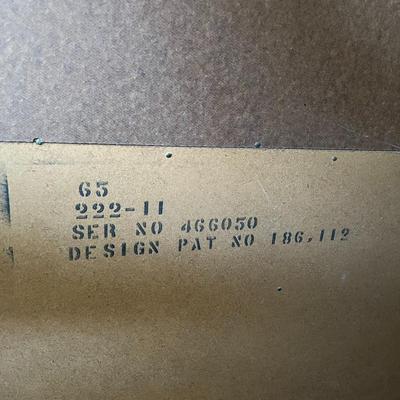 65
222-11
SER NO 466050
DESIGN PAT NO 186,112